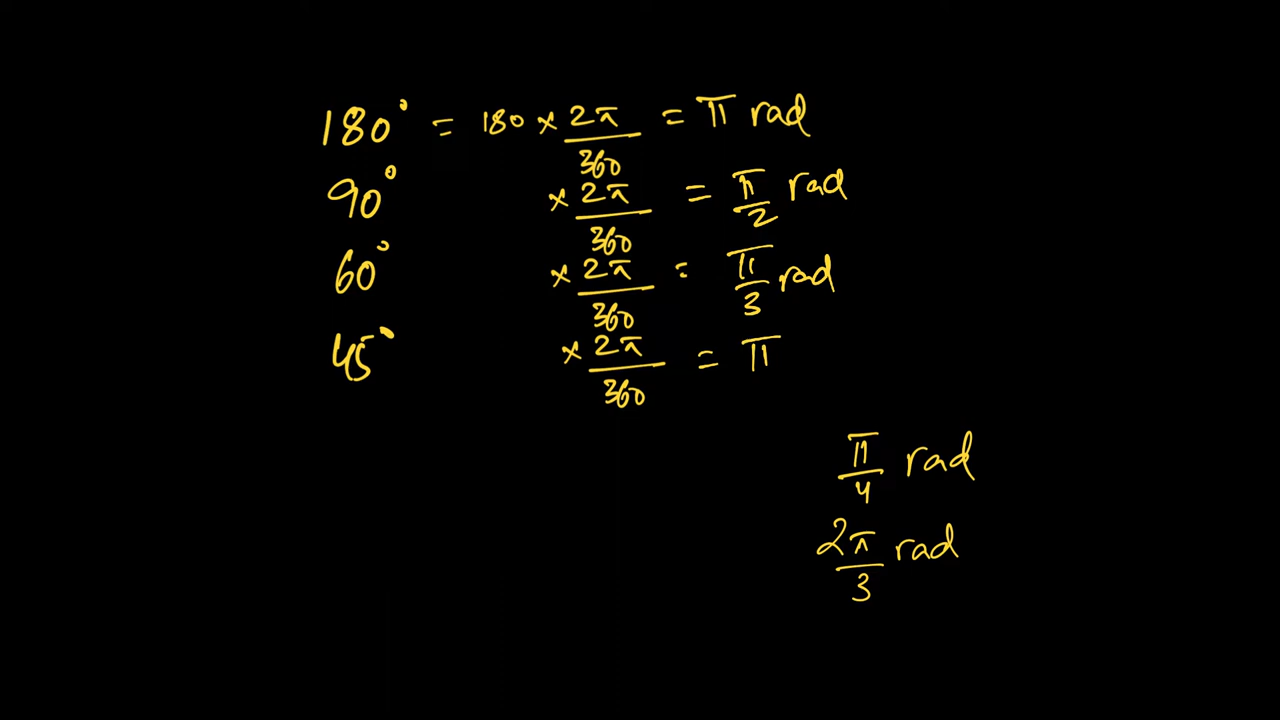 180° = 180 × 2π/360 = π rad
90° × 2π/360 = π/2 rad
60° × 2π/360 = π/3 rad
45° × 2π/360 = π
π/4 rad
2π/3 rad